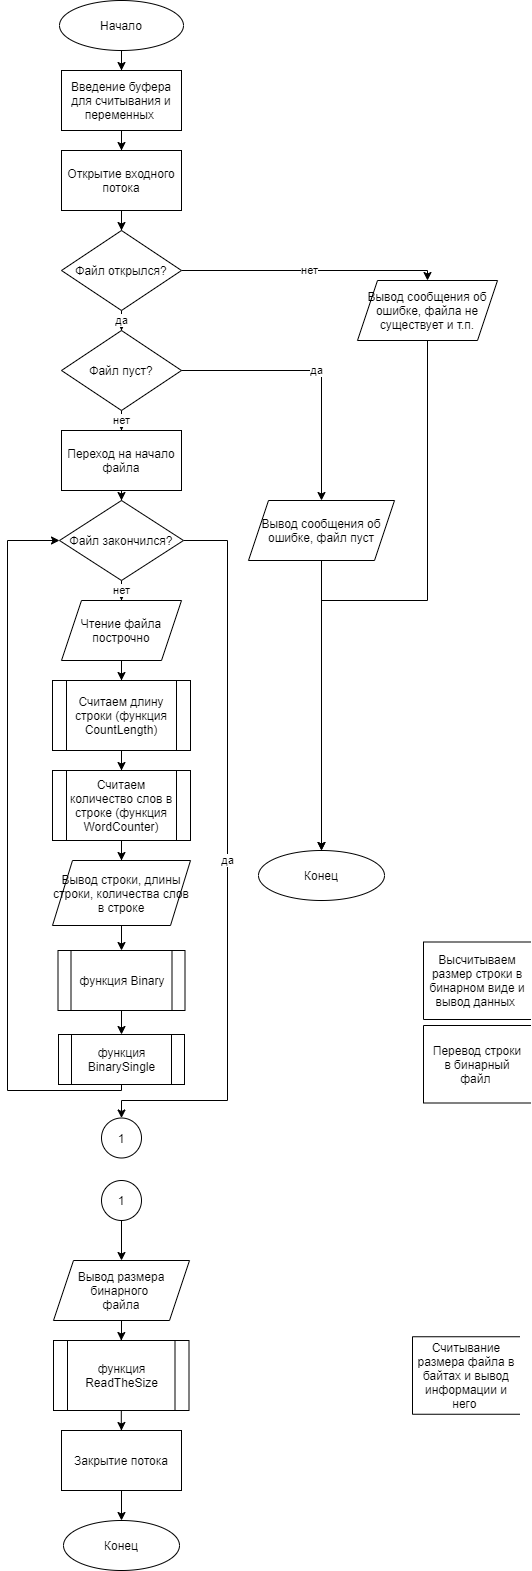 Начало
Введение буфера
для считывания и
переменных
Открытие входного
потока
Файл открылся?
нет
Вывод сообщения об
ошибке, файла не
существует и т.п.
да
Файл пуст?
да
нет
Переход на начало
файла
Вывод сообщения об
ошибке, файл пуст
Файл закончился?
нет
Чтение файла
построчно
Считаем длину
строки (функция
CountLength)
Считаем
количество слов в
строке (функция
WordCounter)
да
Вывод строки, длины
строки, количества слов
в строке
Конец
функция Binary
Высчитываем
размер строки в
бинарном виде и
вывод данных
функция
BinarySingle
Перевод строки
в бинарный
файл
1
1
Вывод размера
бинарного
файла
функция
ReadTheSize
Считывание
размера файла в
байтах и вывод
информации и
него
Закрытие потока
Конец